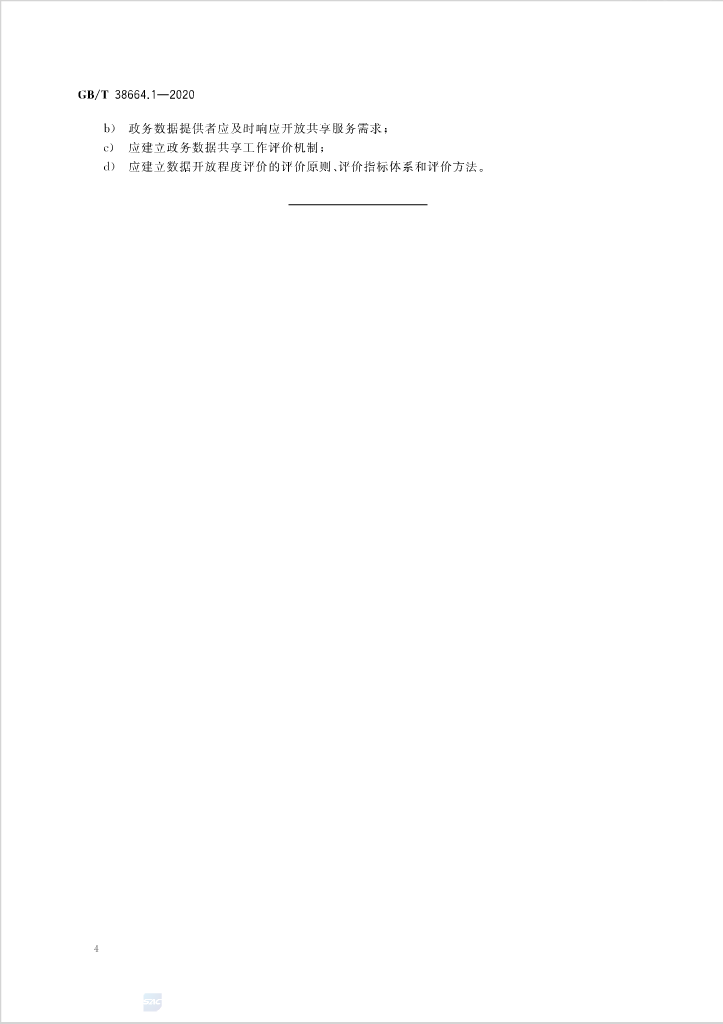 GB/T 38664.1—2020
b) 政务数据提供者应及时响应开放共享服务需求；
c) 应建立政务数据共享工作评价机制；
d) 应建立数据开放程度评价的评价原则、评价指标体系和评价方法。
4
SAC